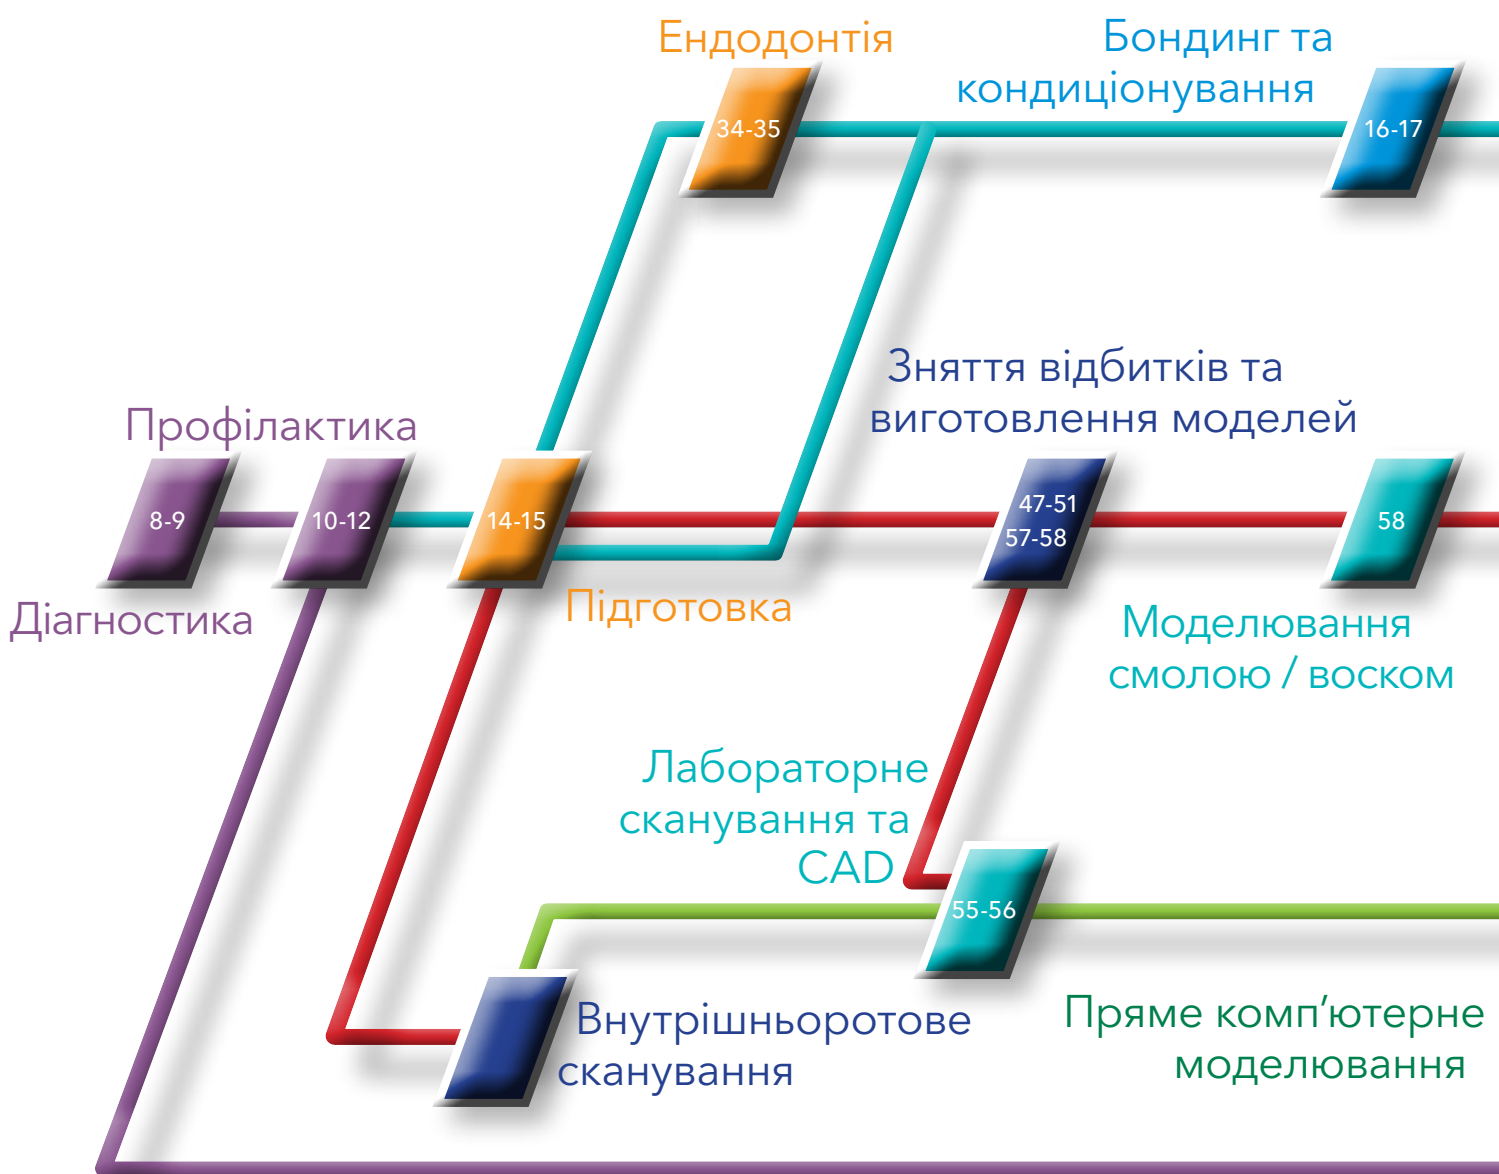 Ендодонтія
Бондинг та
кондиціонування
34-35
16-17
Зняття відбитків та
виготовлення моделей
Профілактика
8-9
10-12
14-15
47-51
57-58
58
Діагностика
Підготовка
Моделювання
смолою / воском
Лабораторне
сканування та
CAD
55-56
Внутрішньоротове
сканування
Пряме комп’ютерне
моделювання